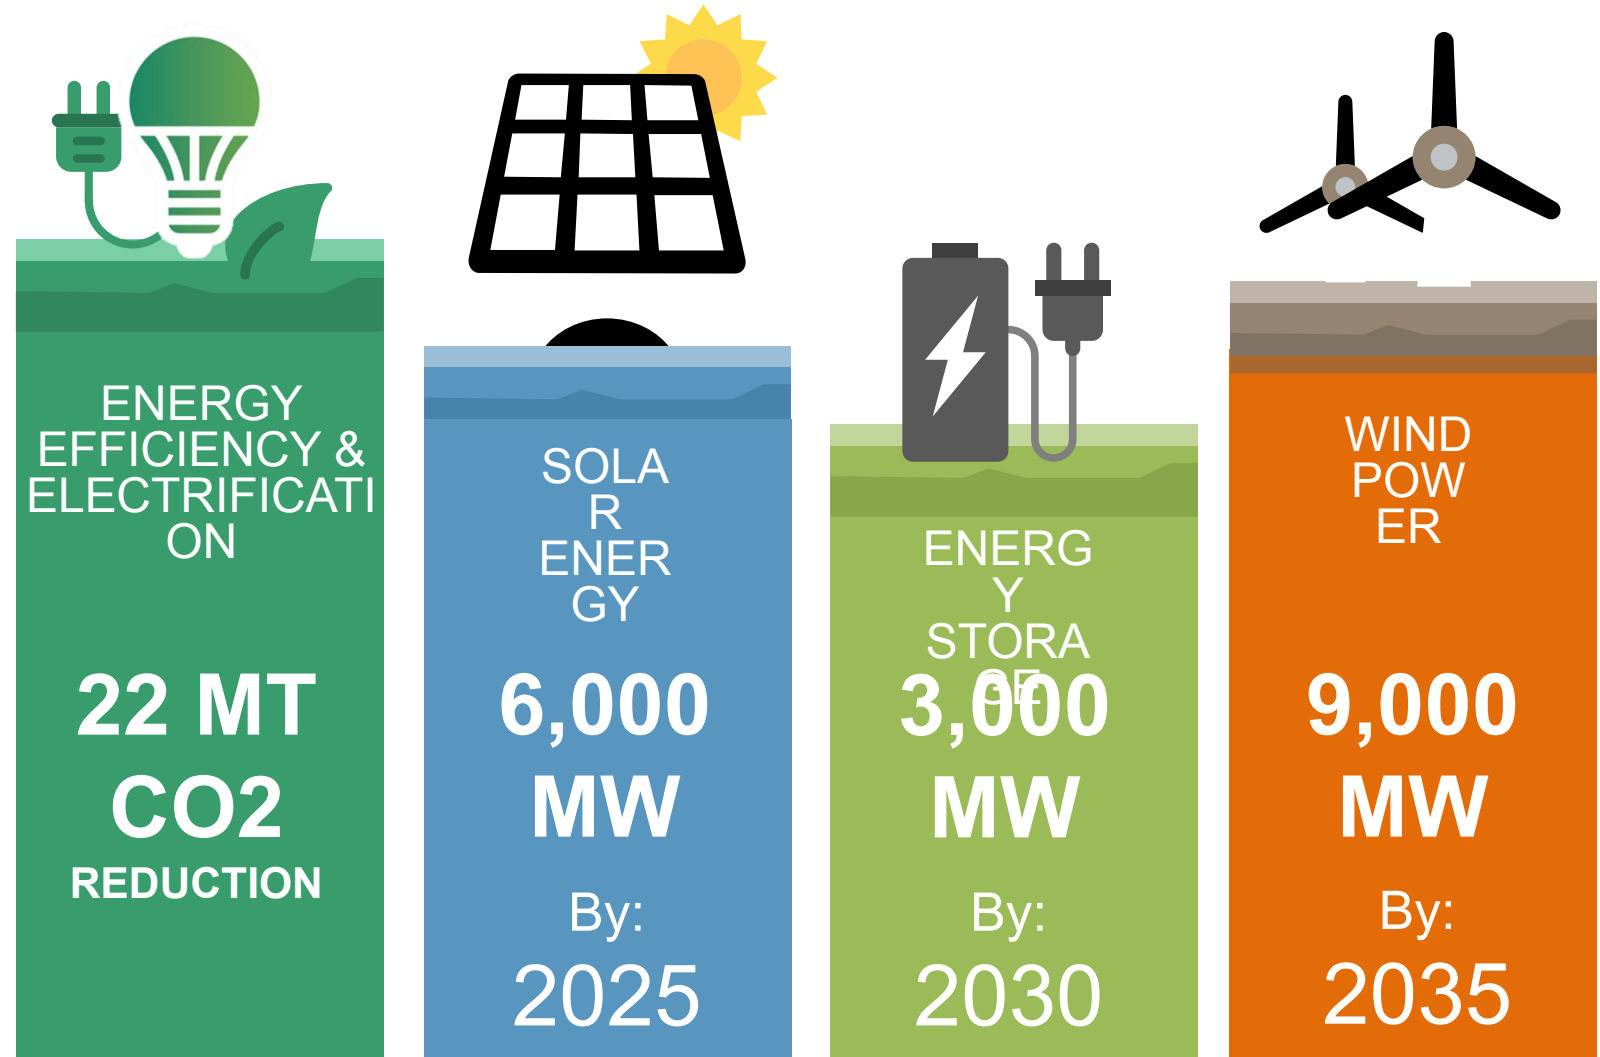 ENERGY
EFFICIENCY &
ELECTRIFICATI
ON
22 MT
CO2
REDUCTION
SOLA
R
ENER
GY
6,000
MW
By:
2025
ENERG
Y
STORA
GE
3,000
MW
By:
2030
WIND
POW
ER
9,000
MW
By:
2035